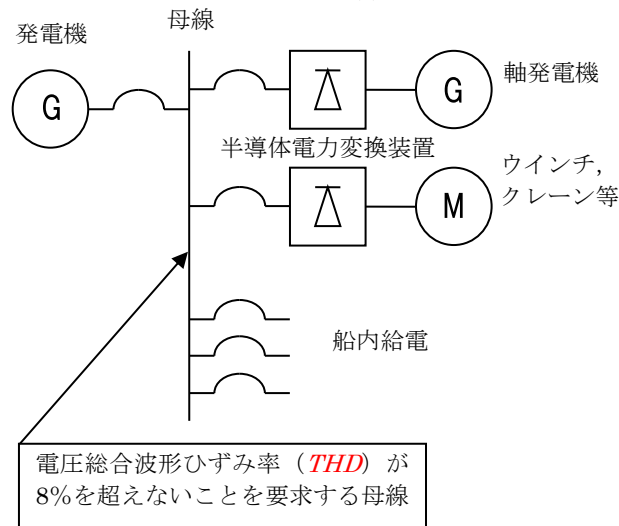 発電機
母線
G
G
軸発電機
半導体電力変換装置
M
ウインチ,
クレーン等
船内給電
電圧総合波形ひずみ率（THD）が
8%を超えないことを要求する母線